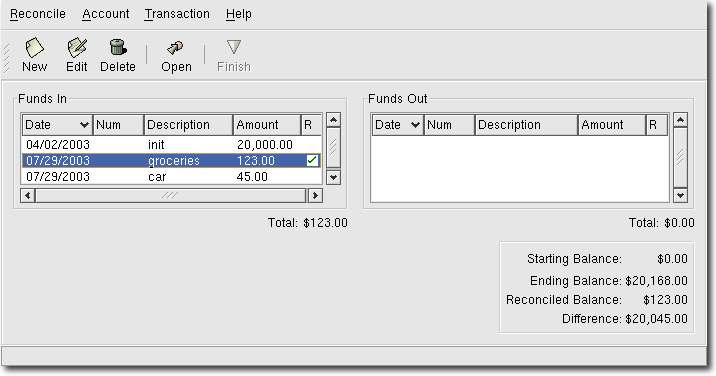 Reconcile Account Transaction Help
New Edit Delete Open Finish
Funds In
Date Num Description Amount R
04/02/2003 init 20,000.00
07/29/2003 groceries 123.00
07/29/2003 car 45.00
Total: $123.00
Funds Out
Date Num Description Amount R
Total: $0.00
Starting Balance: $0.00
Ending Balance: $20,168.00
Reconciled Balance: $123.00
Difference: $20,045.00